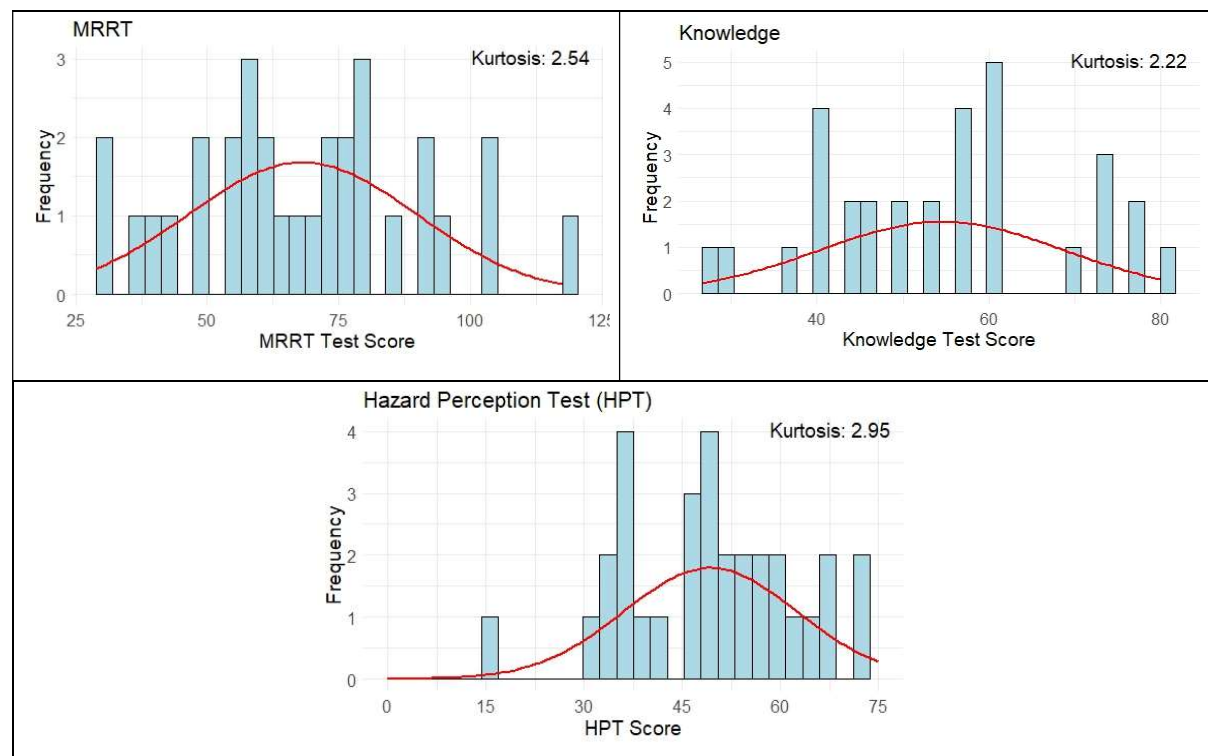 MRRT
Kurtosis: 2.54
3
2
1
0
Frequency
25 50 75 100 125
MRRT Test Score
Knowledge
Kurtosis: 2.22
5
4
3
2
1
0
Frequency
40 60 80
Knowledge Test Score
Hazard Perception Test (HPT)
Kurtosis: 2.95
4
3
2
1
0
Frequency
0 15 30 45 60 75
HPT Score